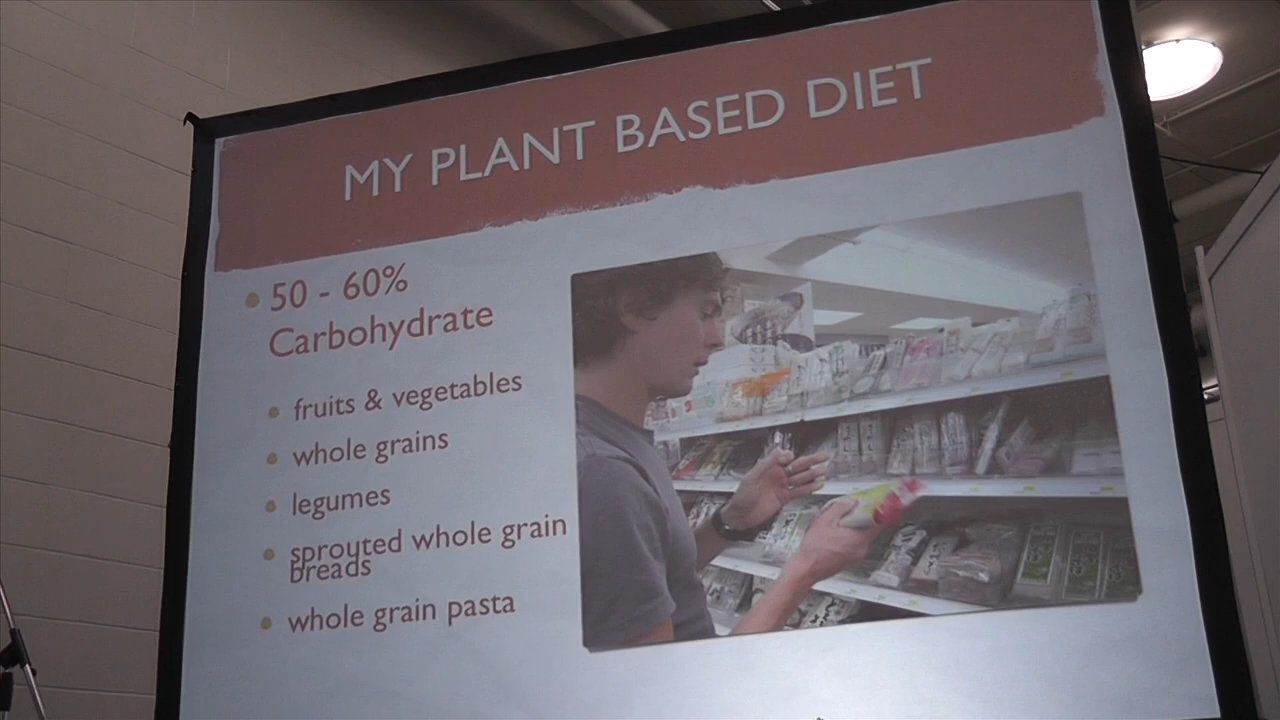 MY PLANT BASED DIET
50 - 60%
Carbohydrate
fruits & vegetables
whole grains
legumes
sprouted whole grain
breads
whole grain pasta